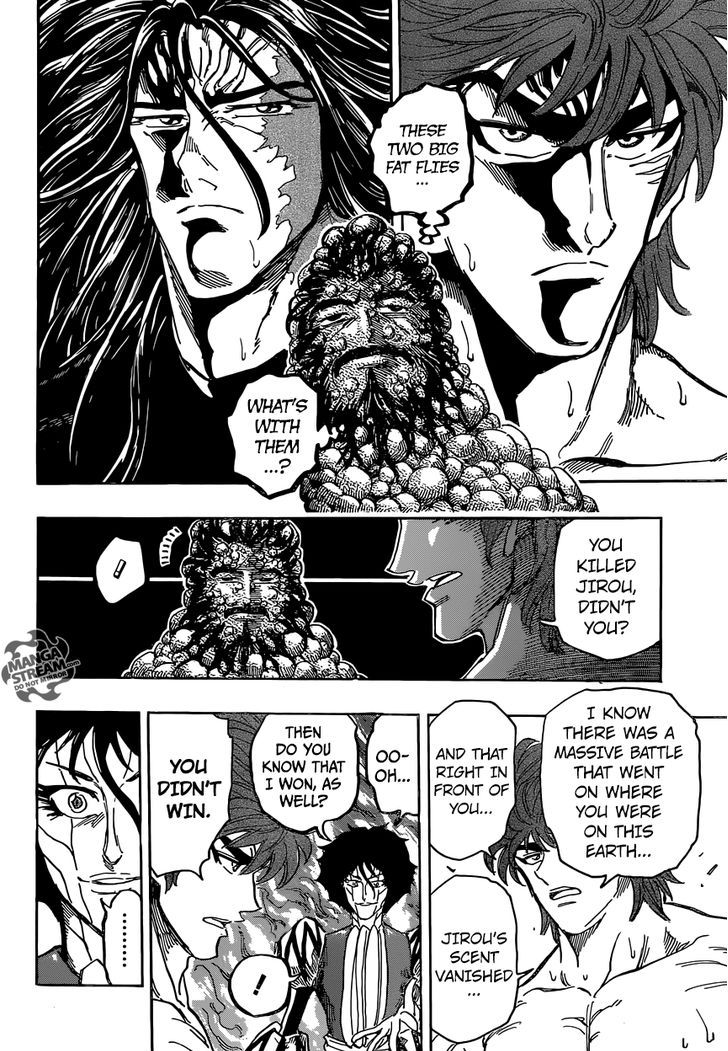 THESE
TWO BIG
FAT FLIES
...
WHAT'S
WITH
THEM
...?
YOU
KILLED
JIROU,
DIDN'T
YOU?
!
MANGA
STREAM.com
DO NOT MIRROR
I KNOW
THERE WAS A
MASSIVE BATTLE
THAT WENT
ON WHERE
YOU WERE
ON THIS
EARTH...
AND THAT
RIGHT IN
FRONT OF
YOU...
JIROU'S
SCENT
VANISHED
...
OO-
OH...
THEN
DO YOU
KNOW THAT
I WON, AS
WELL?
YOU
DIDN'T
WIN.
!
.........